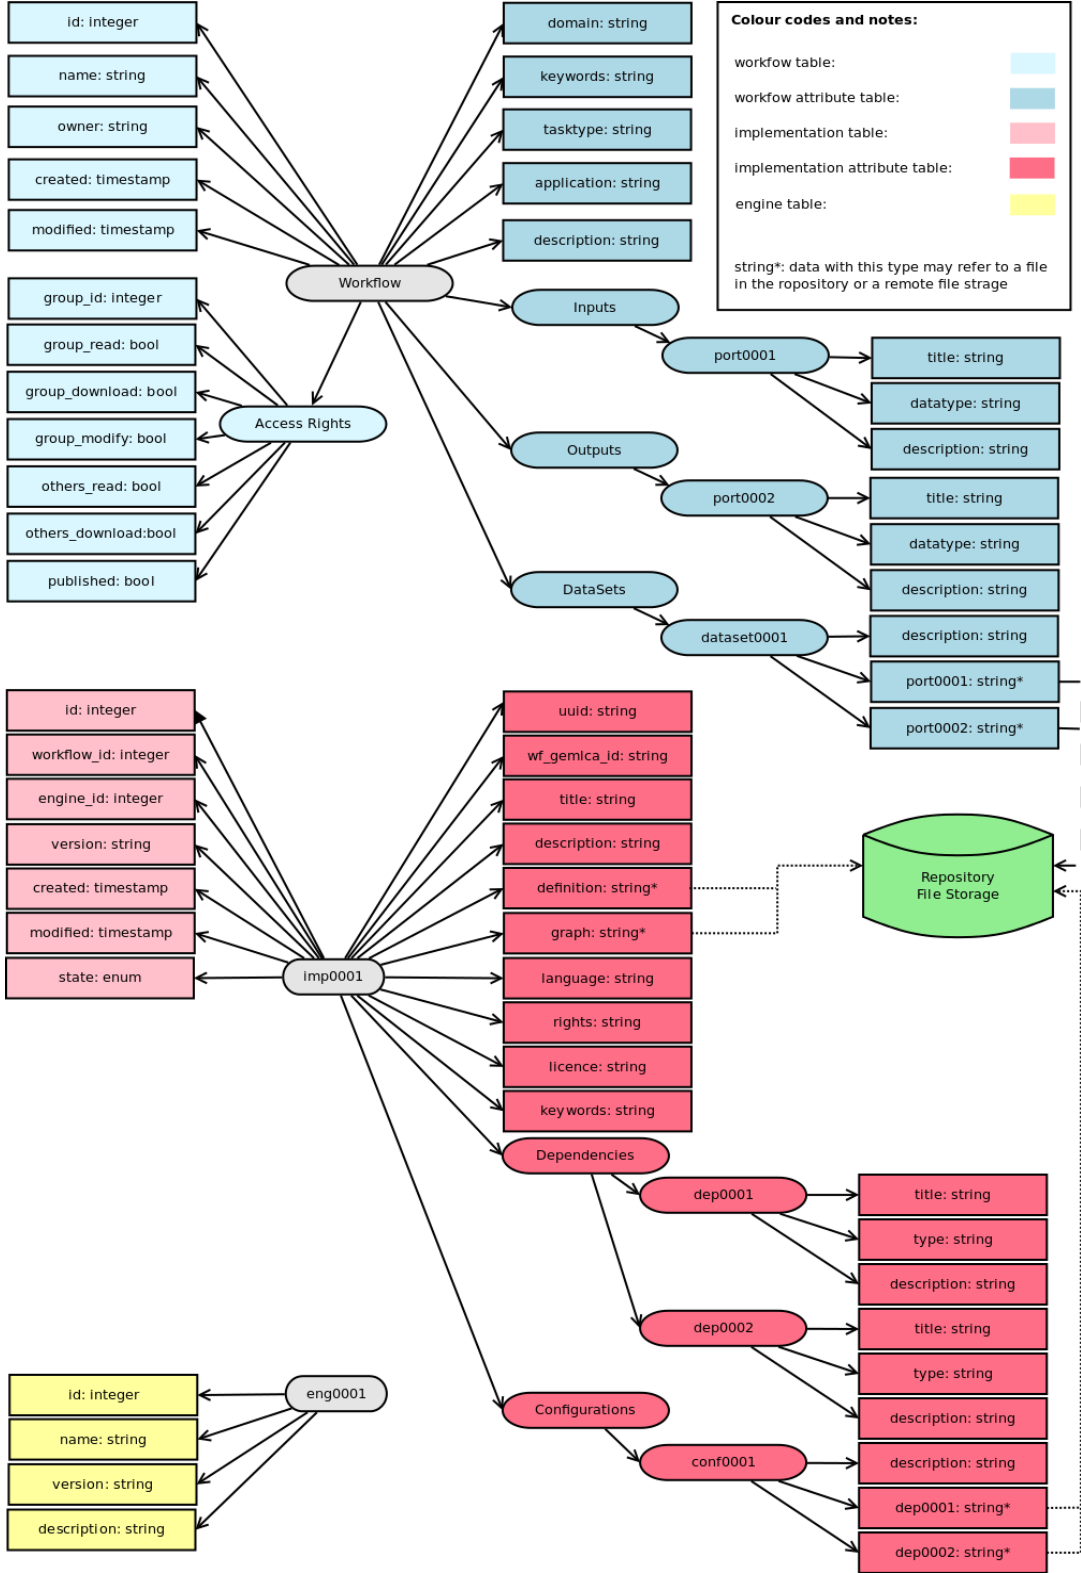 id: integer
name: string
owner: string
created: timestamp
modified: timestamp
group_id: integer
group_read: bool
group_download: bool
group_modify: bool
others_read: bool
others_download:bool
published: bool
Workflow
Access Rights
domain: string
keywords: string
tasktype: string
application: string
description: string
Inputs
port0001
title: string
datatype: string
description: string
Outputs
port0002
title: string
datatype: string
description: string
DataSets
dataset0001
description: string
port0001: string*
port0002: string*
Colour codes and notes:
workfow table:
workfow attribute table:
implementation table:
implementation attribute table:
engine table:
string*: data with this type may refer to a file
in the ropository or a remote file strage
id: integer
workflow_id: integer
engine_id: integer
version: string
created: timestamp
modified: timestamp
state: enum
imp0001
uuid: string
wf_gemlca_id: string
title: string
description: string
definition: string*
graph: string*
language: string
rights: string
licence: string
keywords: string
Repository
File Storage
Dependencies
dep0001
title: string
type: string
description: string
dep0002
title: string
type: string
description: string
Configurations
conf0001
description: string
dep0001: string*
dep0002: string*
eng0001
id: integer
name: string
version: string
description: string